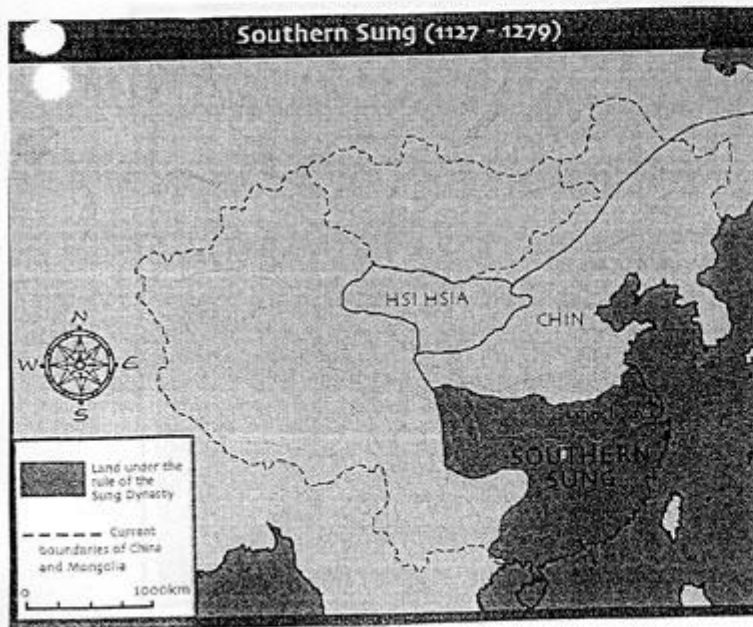 Southern Sung (1127 - 1279)
HSI HSIA
CHIN
N
W E
S
SOUTHERN
SUNG
Land under the
rule of the
Sung Dynasty
Current
boundaries of China
and Mongolia
0 1000km